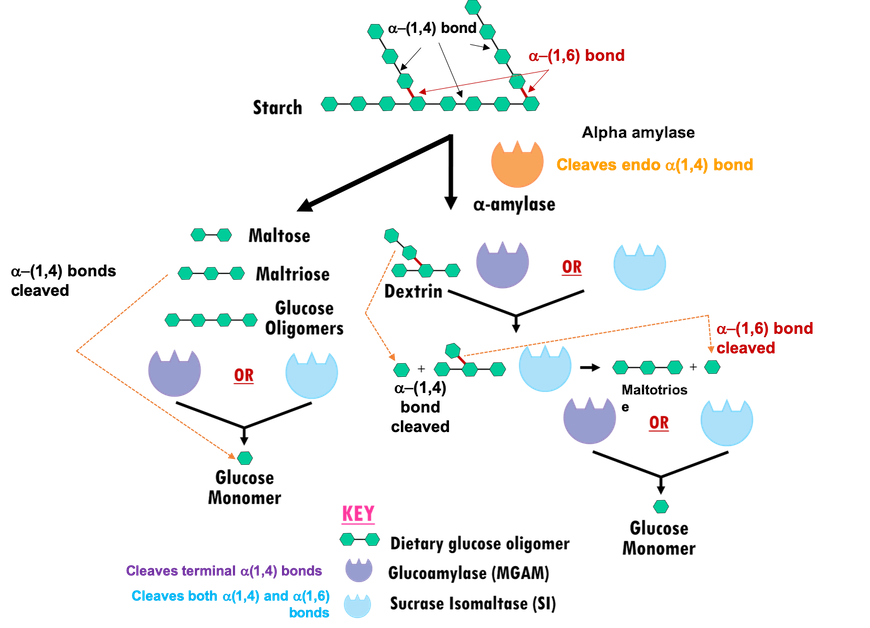 α–(1,4) bond
α–(1,6) bond
Starch
Alpha amylase
Cleaves endo α(1,4) bond
α-amylase
Maltose
α–(1,4) bonds
cleaved
Maltriose
Glucose
Oligomers
OR
Dextrin
OR
α–(1,6) bond
cleaved
+
+
α–(1,4)
bond
cleaved
Maltotrios
e
OR
Glucose
Monomer
Glucose
Monomer
KEY
Dietary glucose oligomer
Cleaves terminal α(1,4) bonds
Glucoamylase (MGAM)
Cleaves both α(1,4) and α(1,6)
bonds
Sucrase Isomaltase (SI)